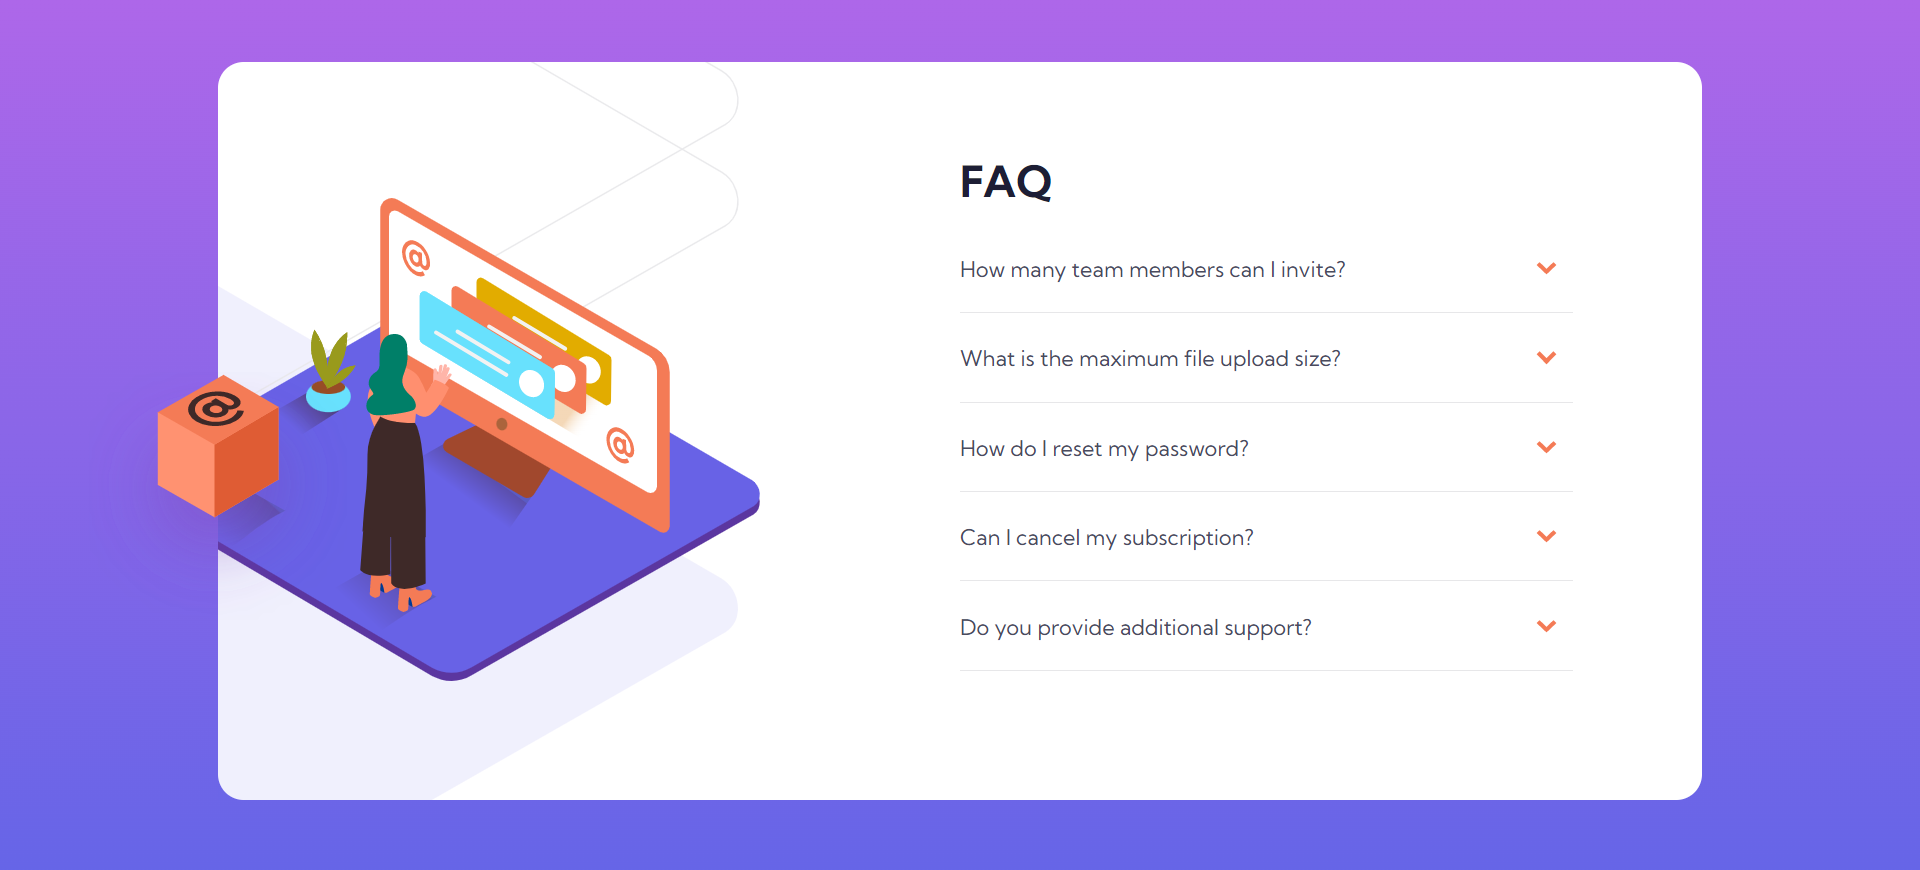 @
@
@
FAQ
How many team members can I invite?
What is the maximum file upload size?
How do I reset my password?
Can I cancel my subscription?
Do you provide additional support?